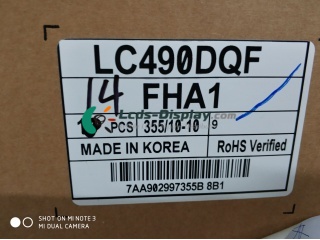 LC490DQF
14 FHA1
Lcds-Display.com
PCS 355/10-10 9
MADE IN KOREA RoHS Verified
7AA902997355B 8B1
SHOT ON MI NOTE 3
MI DUAL CAMERA